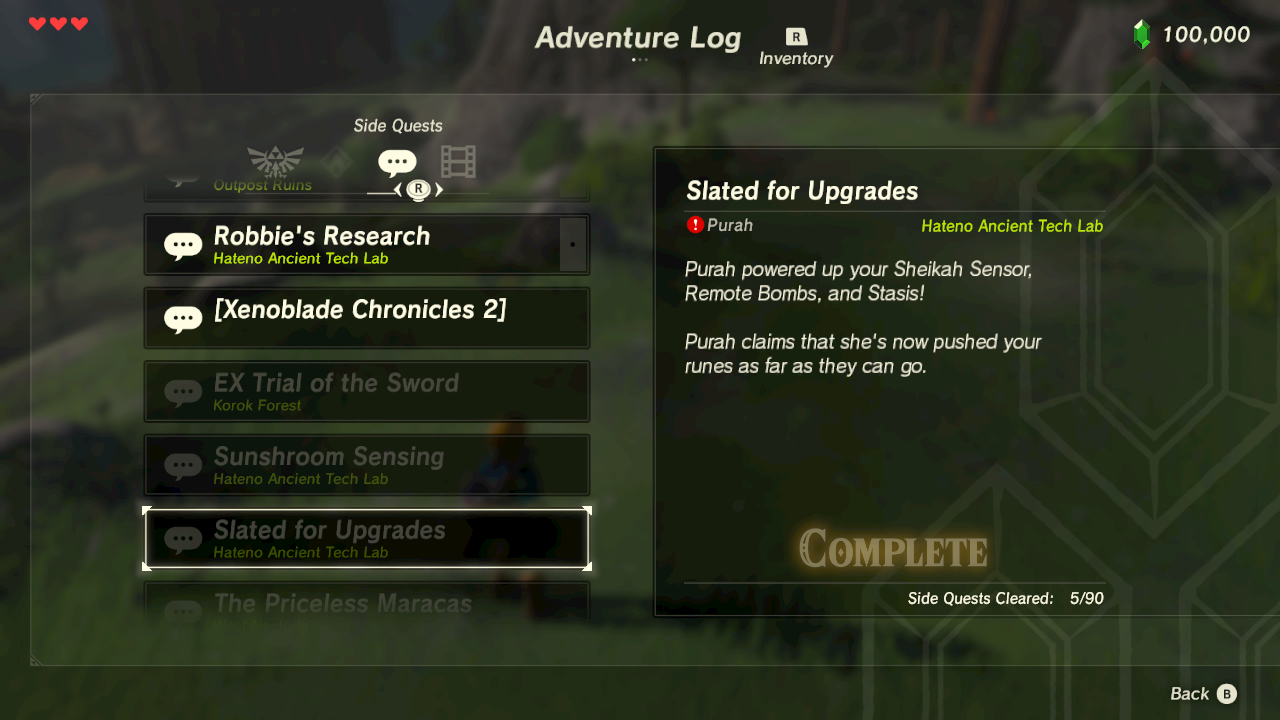 Adventure Log
R
Inventory
100,000
Side Quests
R
Outpost Ruins
Robbie's Research
Hateno Ancient Tech Lab
[Xenoblade Chronicles 2]
EX Trial of the Sword
Korok Forest
Sunshroom Sensing
Hateno Ancient Tech Lab
Slated for Upgrades
Hateno Ancient Tech Lab
The Priceless Maracas
Slated for Upgrades
Purah
Hateno Ancient Tech Lab
Purah powered up your Sheikah Sensor,
Remote Bombs, and Stasis!
Purah claims that she's now pushed your
runes as far as they can go.
COMPLETE
Side Quests Cleared: 5/90
Back B